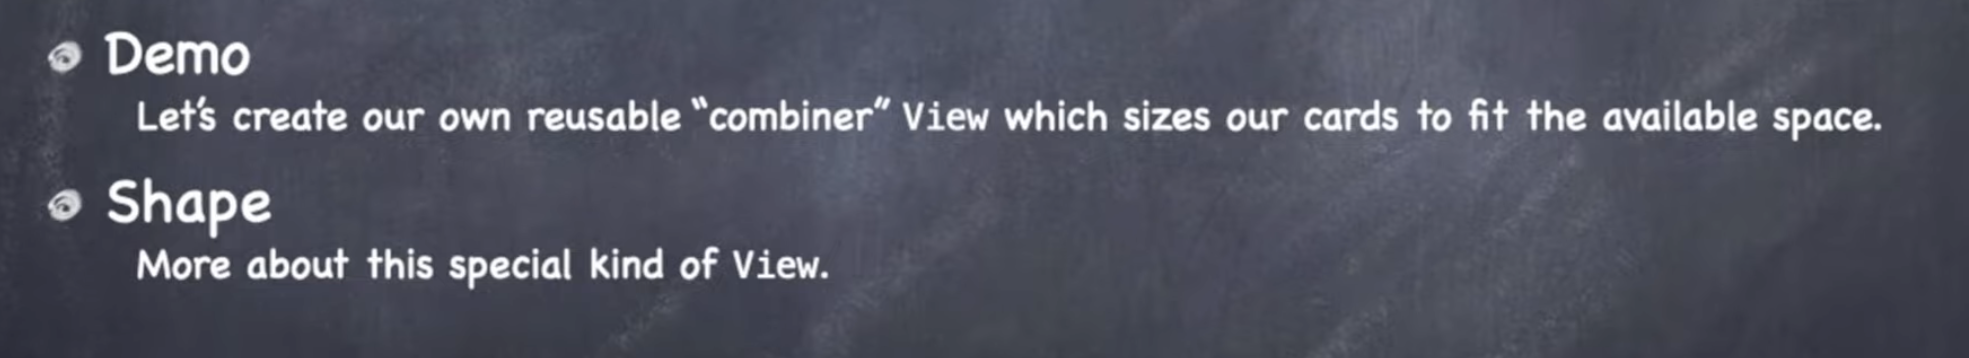 Demo
Let's create our own reusable “combiner” View which sizes our cards to fit the available space.
Shape
More about this special kind of View.